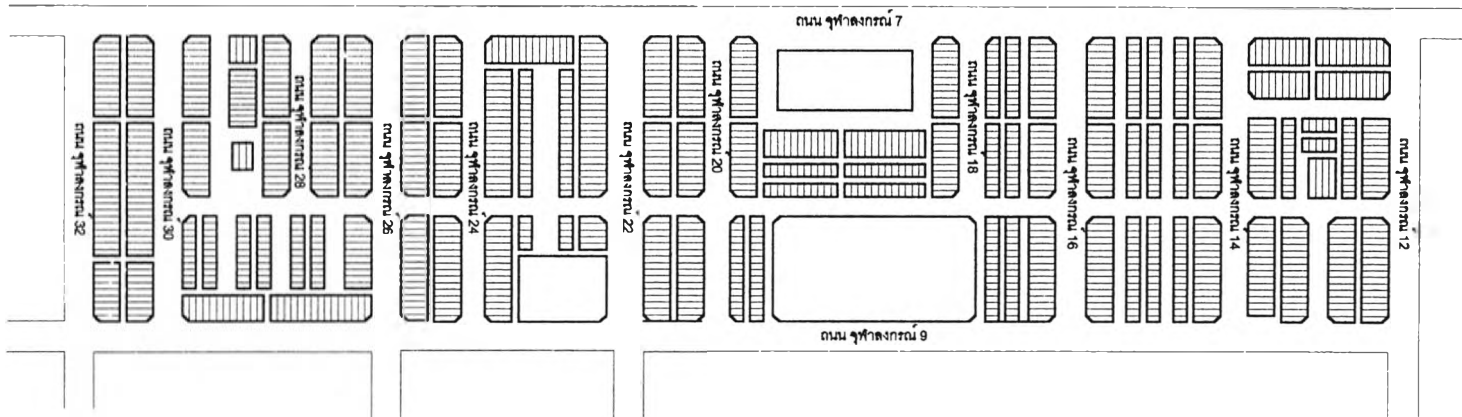 ถนน จุฬาลงกรณ์ 7
ถนน จุฬาลงกรณ์ 32
ถนน จุฬาลงกรณ์ 30
ถนน จุฬาลงกรณ์ 28
ถนน จุฬาลงกรณ์ 26
ถนน จุฬาลงกรณ์ 24
ถนน จุฬาลงกรณ์ 22
ถนน จุฬาลงกรณ์ 20
ถนน จุฬาลงกรณ์ 18
ถนน จุฬาลงกรณ์ 16
ถนน จุฬาลงกรณ์ 14
ถนน จุฬาลงกรณ์ 12
ถนน จุฬาลงกรณ์ 9